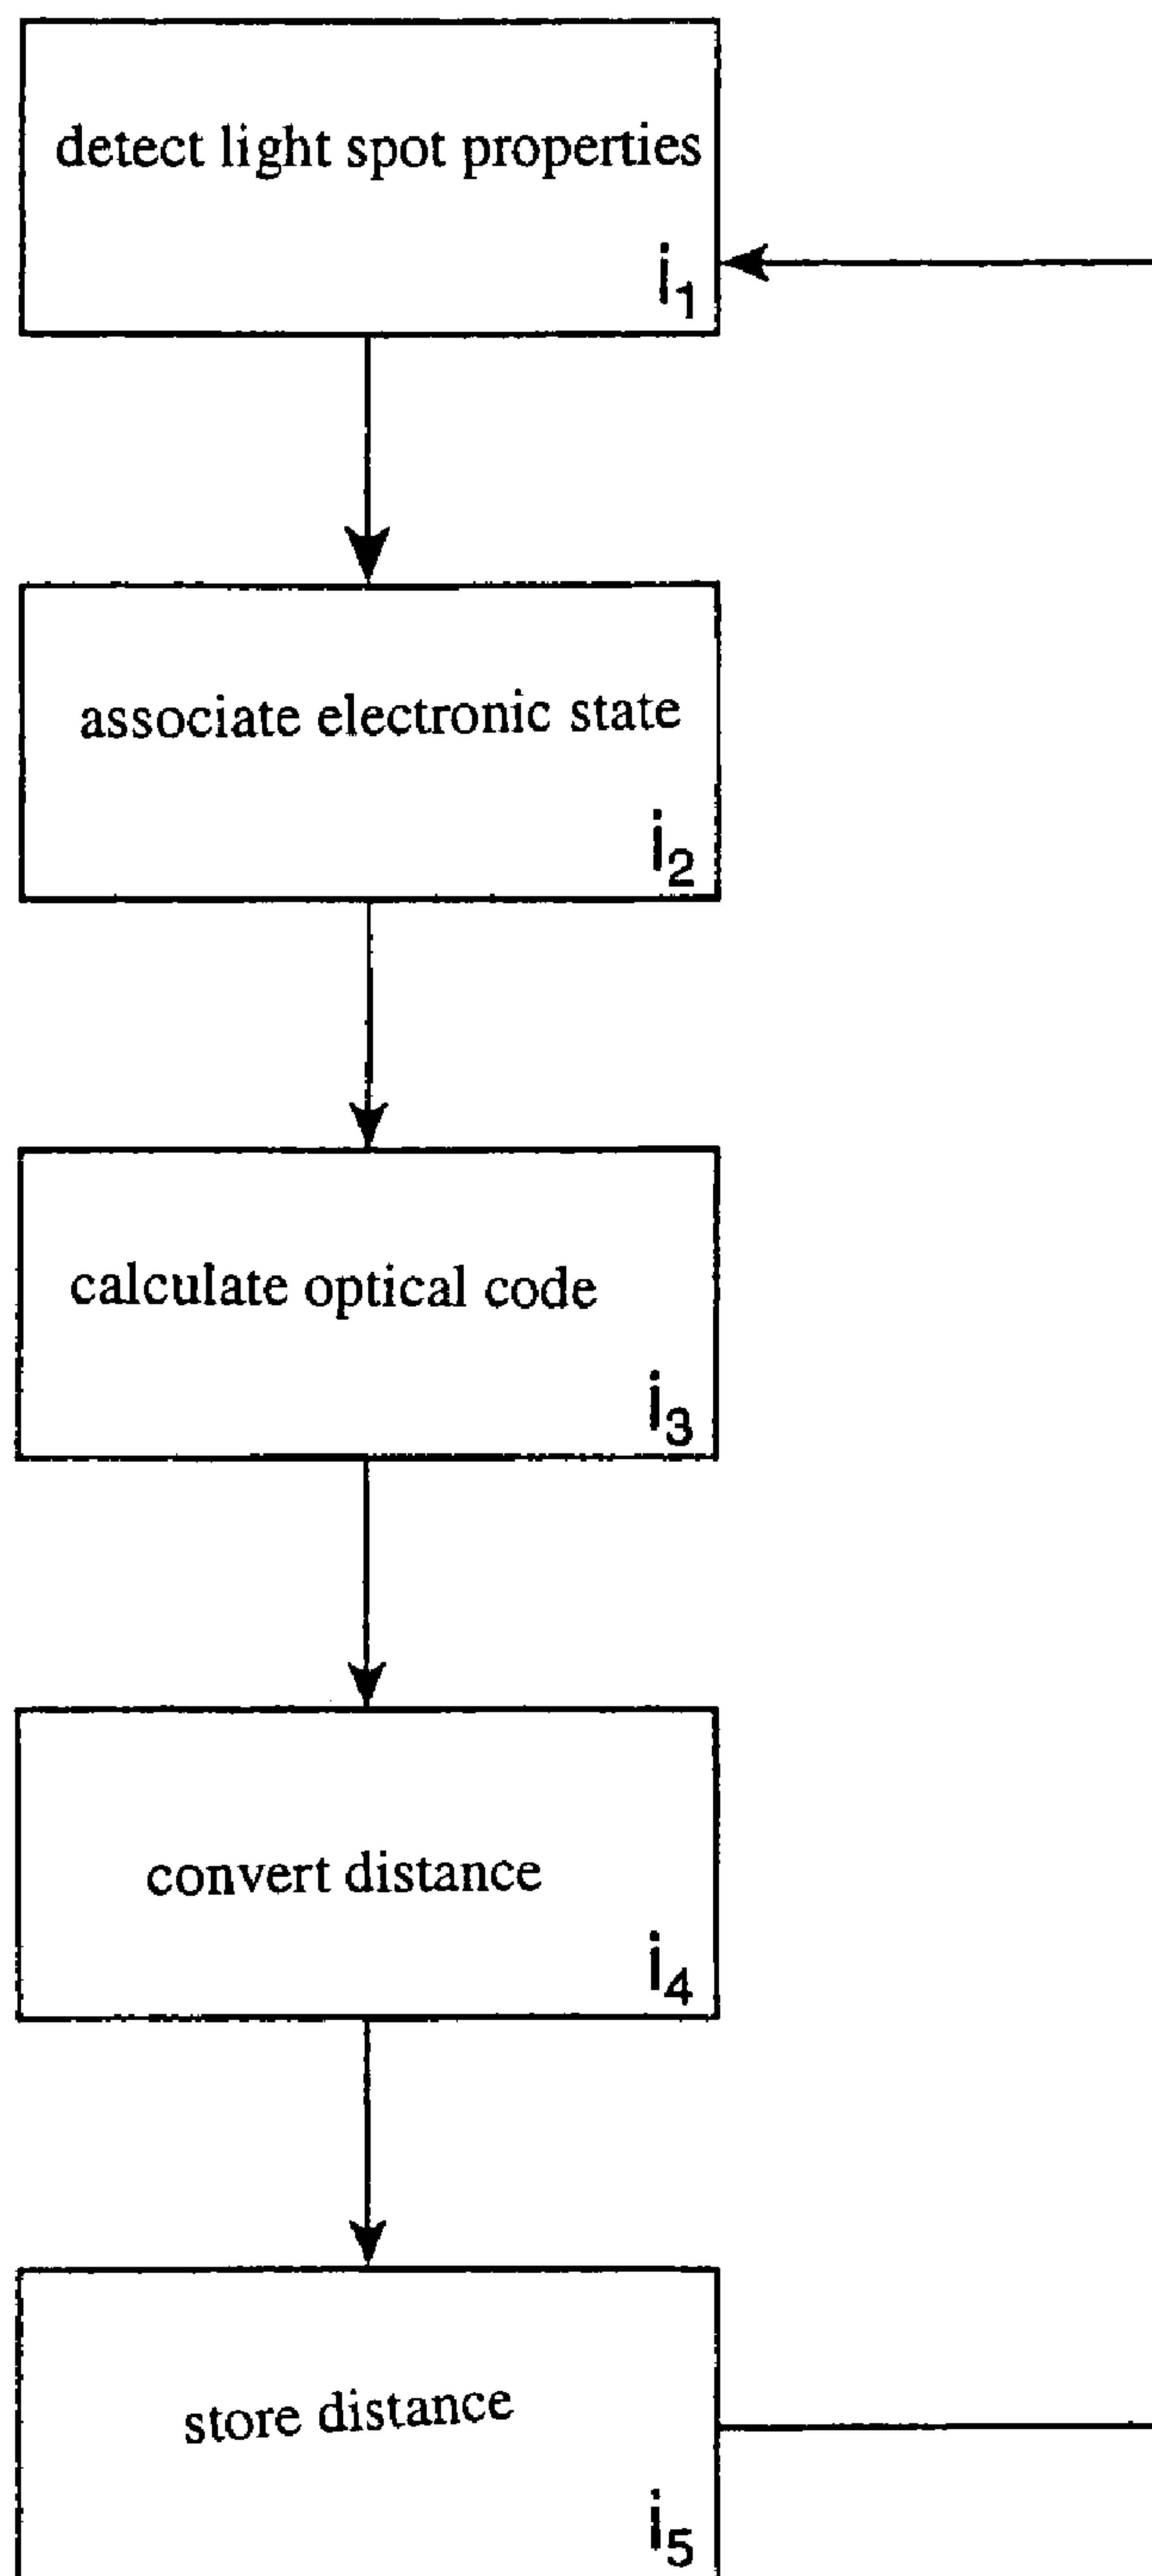 detect light spot properties
i₁
associate electronic state
i₂
calculate optical code
i₃
convert distance
i₄
store distance
i₅